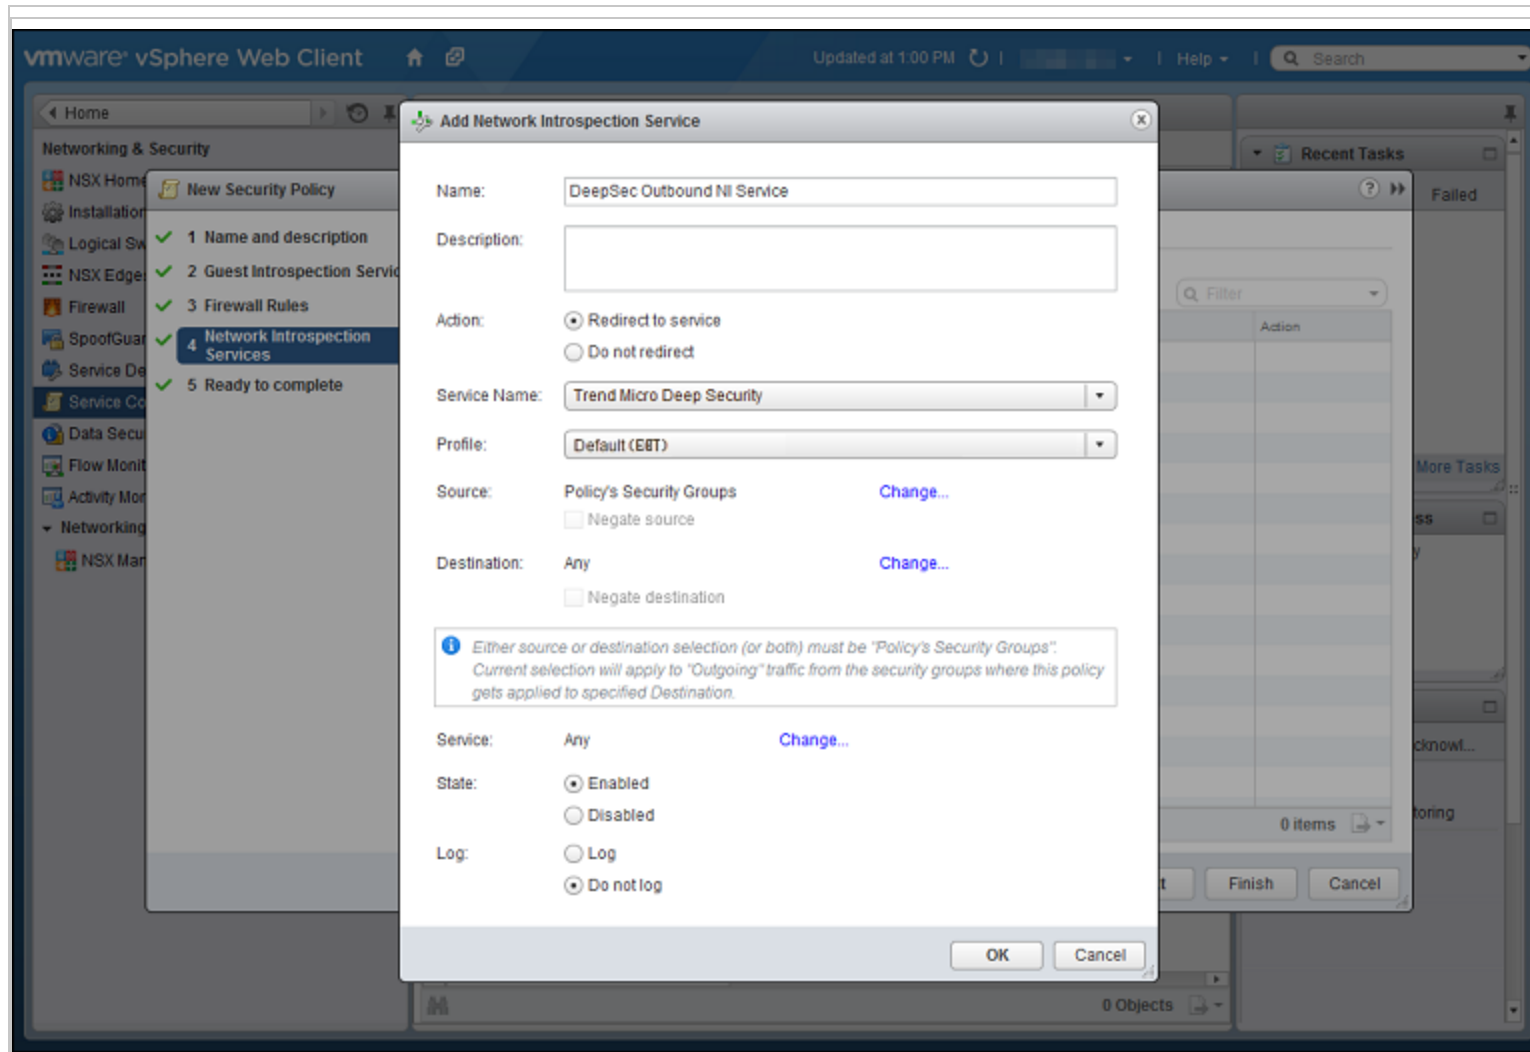 vmware® vSphere Web Client
Updated at 1:00 PM
Help
Search
Home
Networking & Security
NSX Home
Installation
Logical Sw
NSX Edge
Firewall
SpoofGuar
Service De
Service Co
Data Secu
Flow Monit
Activity Mor
Networking
NSX Man
New Security Policy
1 Name and description
2 Guest Introspection Servic
3 Firewall Rules
4 Network Introspection
Services
5 Ready to complete
Add Network Introspection Service
Name: DeepSec Outbound NI Service
Description:
Action: Redirect to service
Do not redirect
Service Name: Trend Micro Deep Security
Profile: Default
Source: Policy's Security Groups Change...
Negate source
Destination: Any Change...
Negate destination
Either source or destination selection (or both) must be "Policy's Security Groups".
Current selection will apply to "Outgoing" traffic from the security groups where this policy
gets applied to specified Destination.
Service: Any Change...
State: Enabled
Disabled
Log: Log
Do not log
OK Cancel
Filter
Action
0 items
Finish Cancel
0 Objects
Recent Tasks
Failed
More Tasks
ss
y
cknowl...
toring